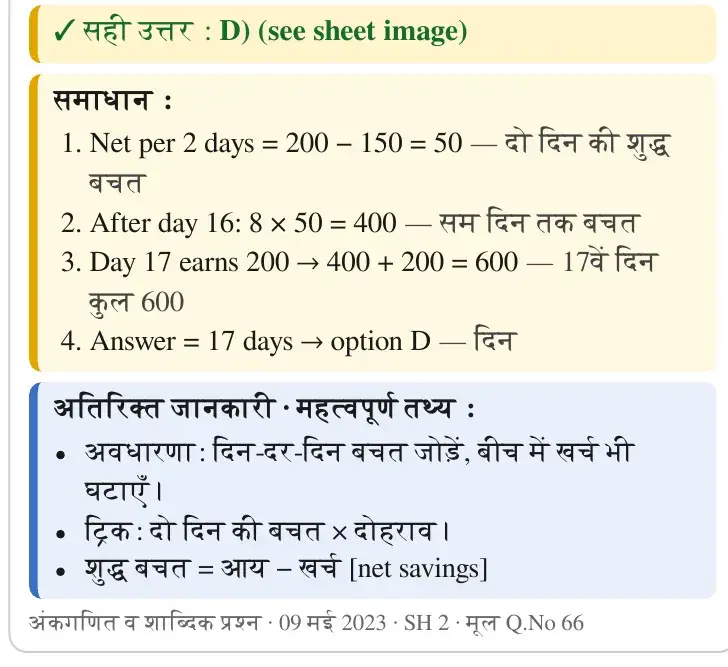 ✓ सही उत्तर : D) (see sheet image)
समाधान :
1. Net per 2 days = 200 − 150 = 50 — दो दिन की शुद्ध
बचत
2. After day 16: 8 × 50 = 400 — सम दिन तक बचत
3. Day 17 earns 200 → 400 + 200 = 600 — 17वें दिन
कुल 600
4. Answer = 17 days → option D — दिन
अतिरिक्त जानकारी · महत्वपूर्ण तथ्य :
• अवधारणा : दिन-दर-दिन बचत जोड़ें, बीच में खर्च भी
घटाएँ।
• ट्रिक : दो दिन की बचत × दोहराव।
• शुद्ध बचत = आय − खर्च [net savings]
अंकगणित व शाब्दिक प्रश्न · 09 मई 2023 · SH 2 · मूल Q.No 66